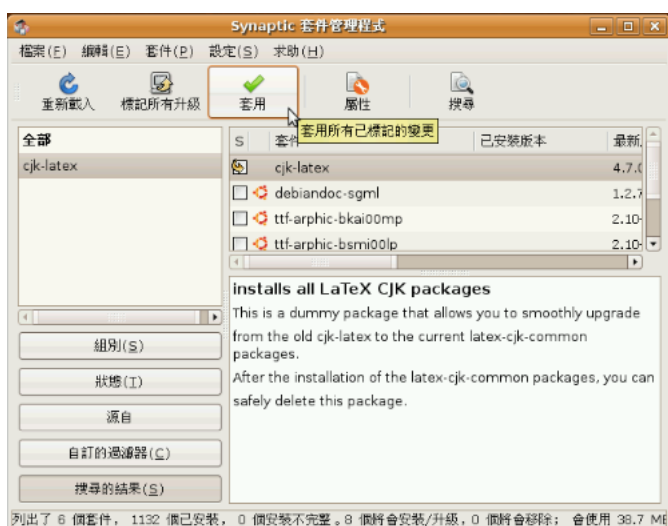 Synaptic 套件管理程式
檔案(F) 編輯(E) 套件(P) 設定(S) 求助(H)
重新載入 標記所有升級 套用 屬性 搜尋
套用所有已標記的變更
全部
cjk-latex
S 套件 已安裝版本 最新
cjk-latex 4.7.0
debiandoc-sgml 1.2.7
ttf-arphic-bkai00mp 2.10-
ttf-arphic-bsmi00lp 2.10-
installs all LaTeX CJK packages
This is a dummy package that allows you to smoothly upgrade
from the old cjk-latex to the current latex-cjk-common
packages.
After the installation of the latex-cjk-common packages, you can
safely delete this package.
組別(S)
狀態(T)
源自
自訂的過濾器(C)
搜尋的結果(S)
列出了 6 個套件， 1132 個已安裝， 0 個安裝不完整。8 個將會安裝/升級，0 個將會移除； 會使用 38.7 MB